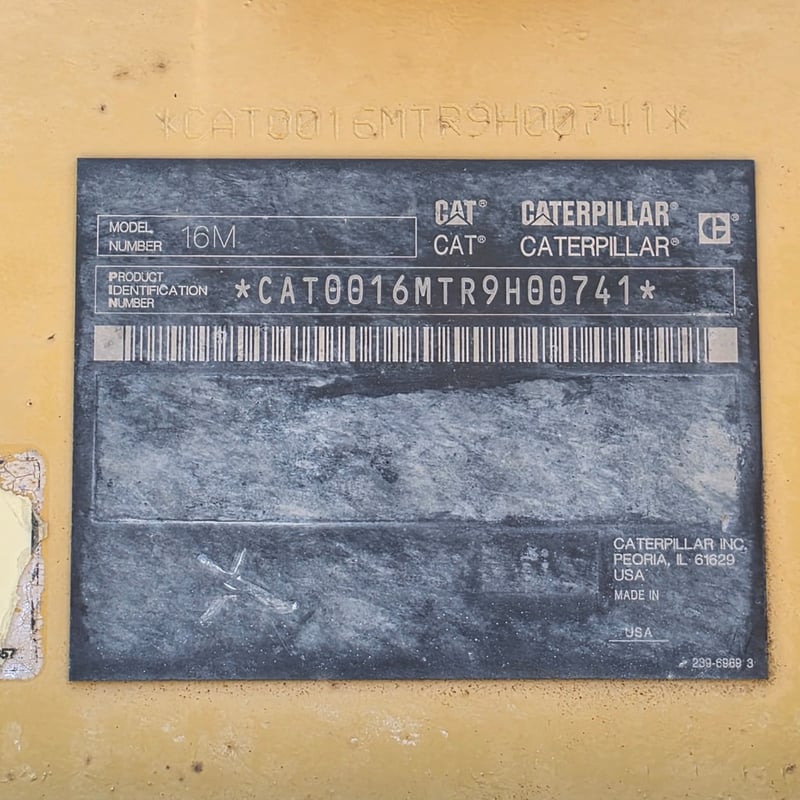 *CAT0016MTR9H00741*
CAT® CATERPILLAR®
MODEL NUMBER 16M
CAT® CATERPILLAR®
PRODUCT IDENTIFICATION NUMBER *CAT0016MTR9H00741*
CATERPILLAR INC.
PEORIA, IL 61629
USA
MADE IN
USA
57
239-6969 3